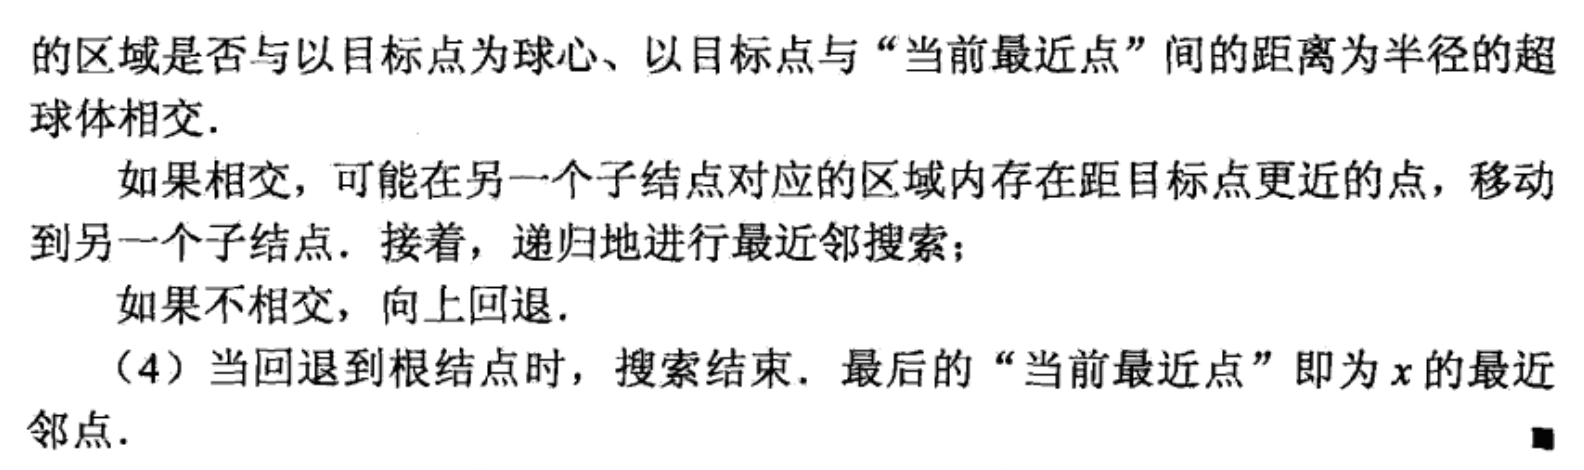 的区域是否与以目标点为球心、以目标点与“当前最近点”间的距离为半径的超
球体相交．
如果相交，可能在另一个子结点对应的区域内存在距目标点更近的点，移动
到另一个子结点．接着，递归地进行最近邻搜索；
如果不相交，向上回退．
（4）当回退到根结点时，搜索结束．最后的“当前最近点”即为 x 的最近
邻点．